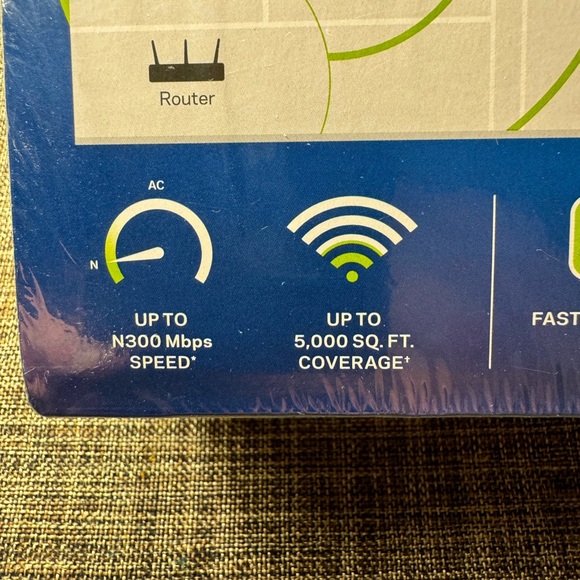 Router
AC
N
UP TO
N300 Mbps
SPEED*
UP TO
5,000 SQ. FT.
COVERAGE†
FAST